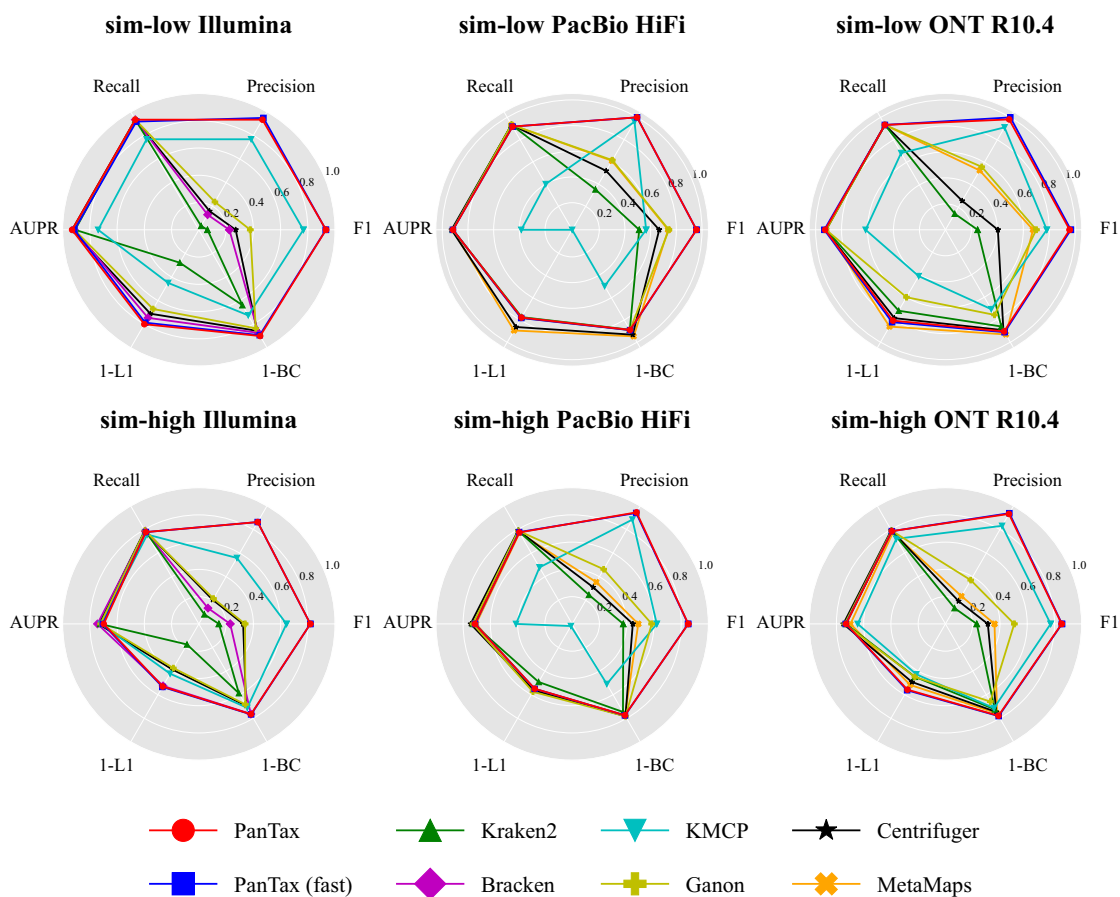 sim-low Illumina sim-low PacBio HiFi sim-low ONT R10.4
Recall Precision Recall Precision Recall Precision
AUPR 0.2 0.4 0.6 0.8 1.0 F1 AUPR 0.2 0.4 0.6 0.8 1.0 F1 AUPR 0.2 0.4 0.6 0.8 1.0 F1
1-L1 1-BC 1-L1 1-BC 1-L1 1-BC
sim-high Illumina sim-high PacBio HiFi sim-high ONT R10.4
Recall Precision Recall Precision Recall Precision
AUPR 0.2 0.4 0.6 0.8 1.0 F1 AUPR 0.2 0.4 0.6 0.8 1.0 F1 AUPR 0.2 0.4 0.6 0.8 1.0 F1
1-L1 1-BC 1-L1 1-BC 1-L1 1-BC
PanTax Kraken2 KMCP Centrifuger
PanTax (fast) Bracken Ganon MetaMaps